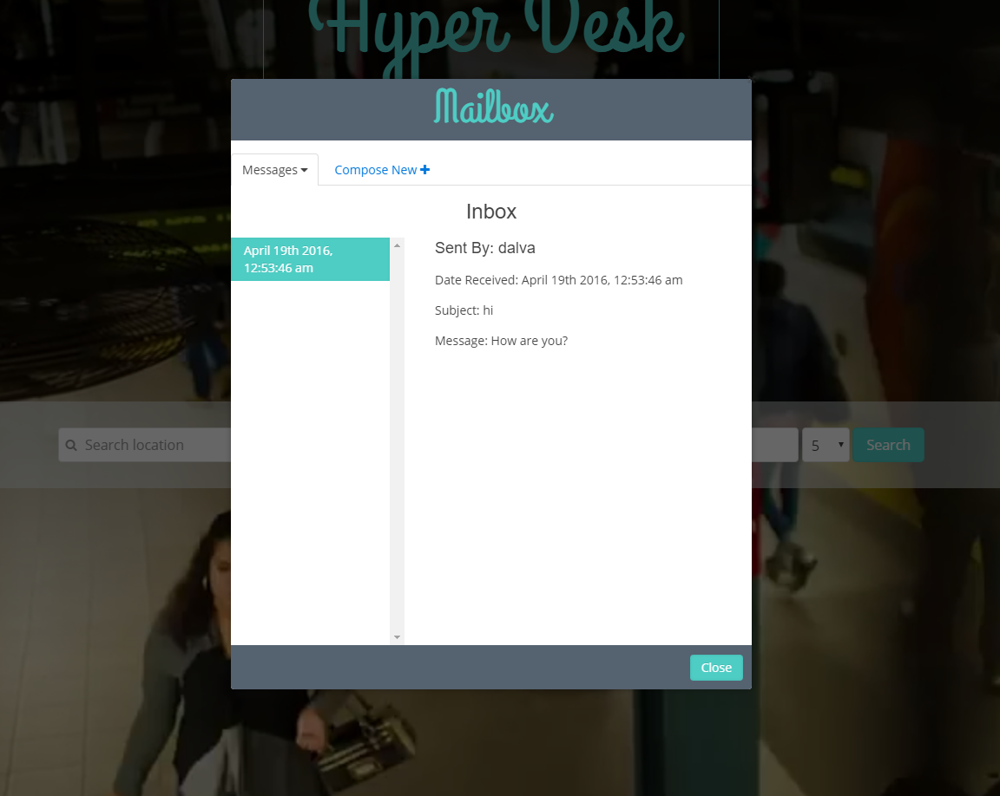 Hyper Desk
Mailbox
Messages
Compose New
Inbox
April 19th 2016,
12:53:46 am
Sent By: dalva
Date Received: April 19th 2016, 12:53:46 am
Subject: hi
Message: How are you?
Search location
5
Search
Close